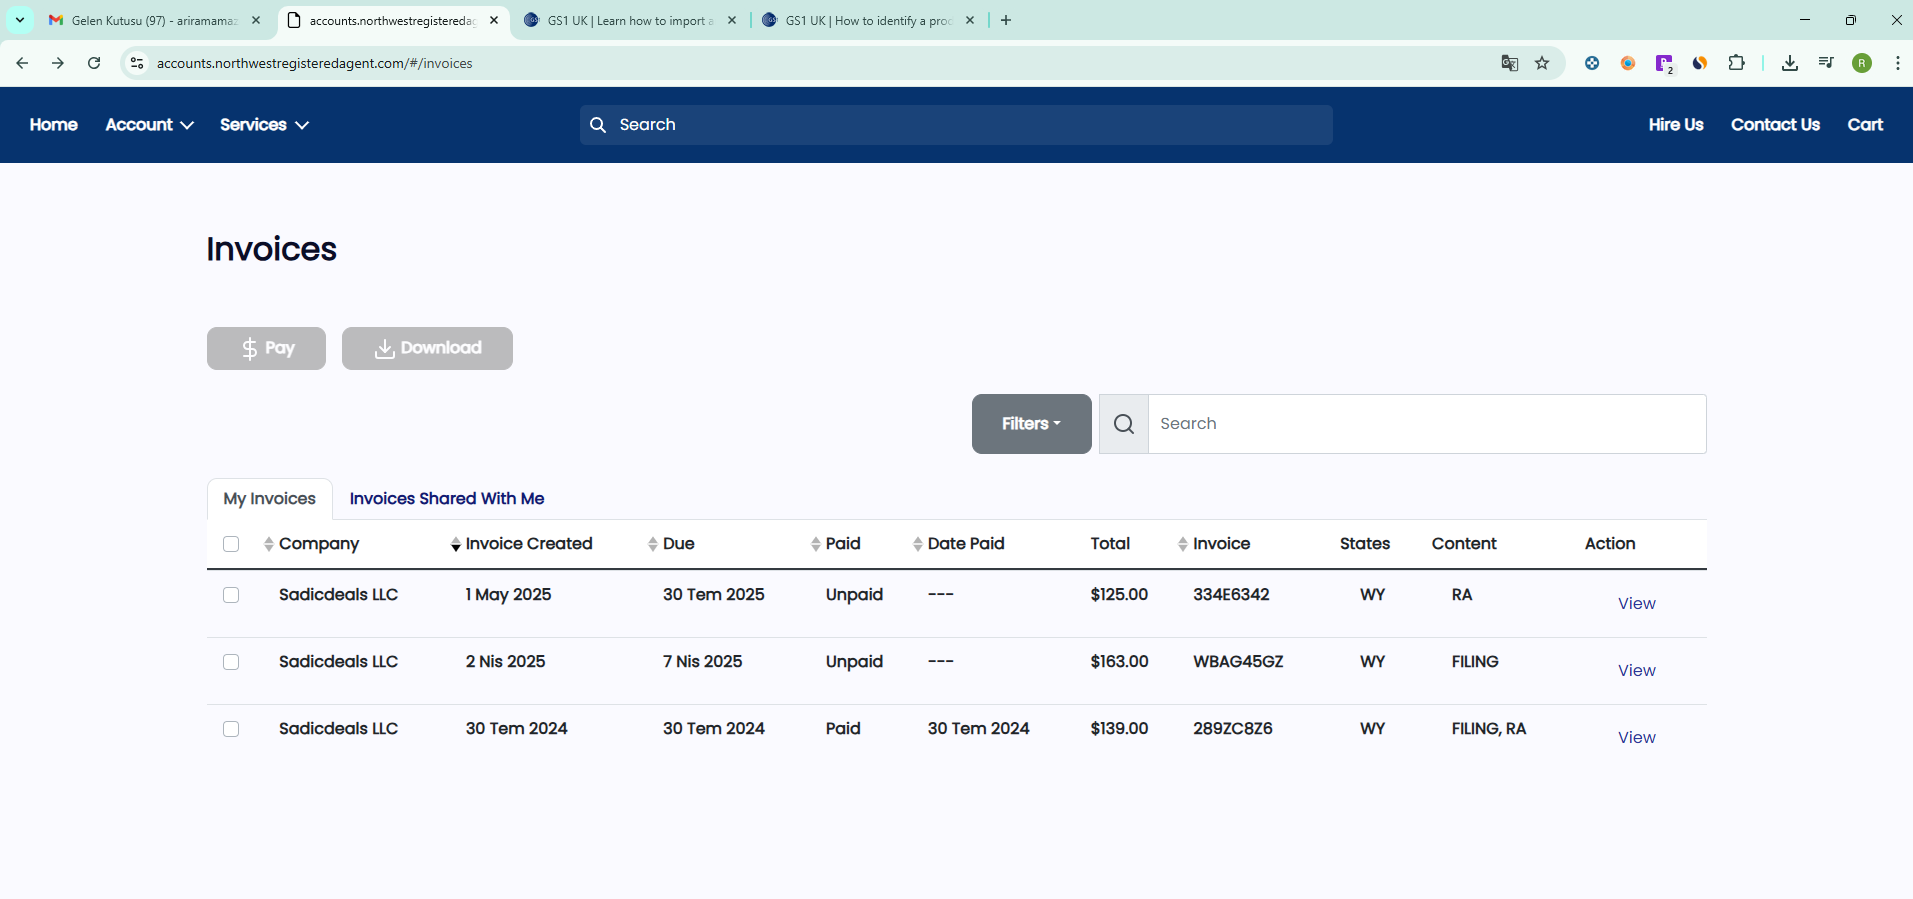 Gelen Kutusu (97) - ariramamaz
accounts.northwestregisteredag
GS1 UK | Learn how to import a
GS1 UK | How to identify a prod
accounts.northwestregisteredagent.com/#/invoices
2
R
Home Account Services Search Hire Us Contact Us Cart
Invoices
Pay Download
Filters Search
My Invoices Invoices Shared With Me
Company Invoice Created Due Paid Date Paid Total Invoice States Content Action
Sadicdeals LLC 1 May 2025 30 Tem 2025 Unpaid --- $125.00 334E6342 WY RA View
Sadicdeals LLC 2 Nis 2025 7 Nis 2025 Unpaid --- $163.00 WBAG45GZ WY FILING View
Sadicdeals LLC 30 Tem 2024 30 Tem 2024 Paid 30 Tem 2024 $139.00 289ZC8Z6 WY FILING, RA View